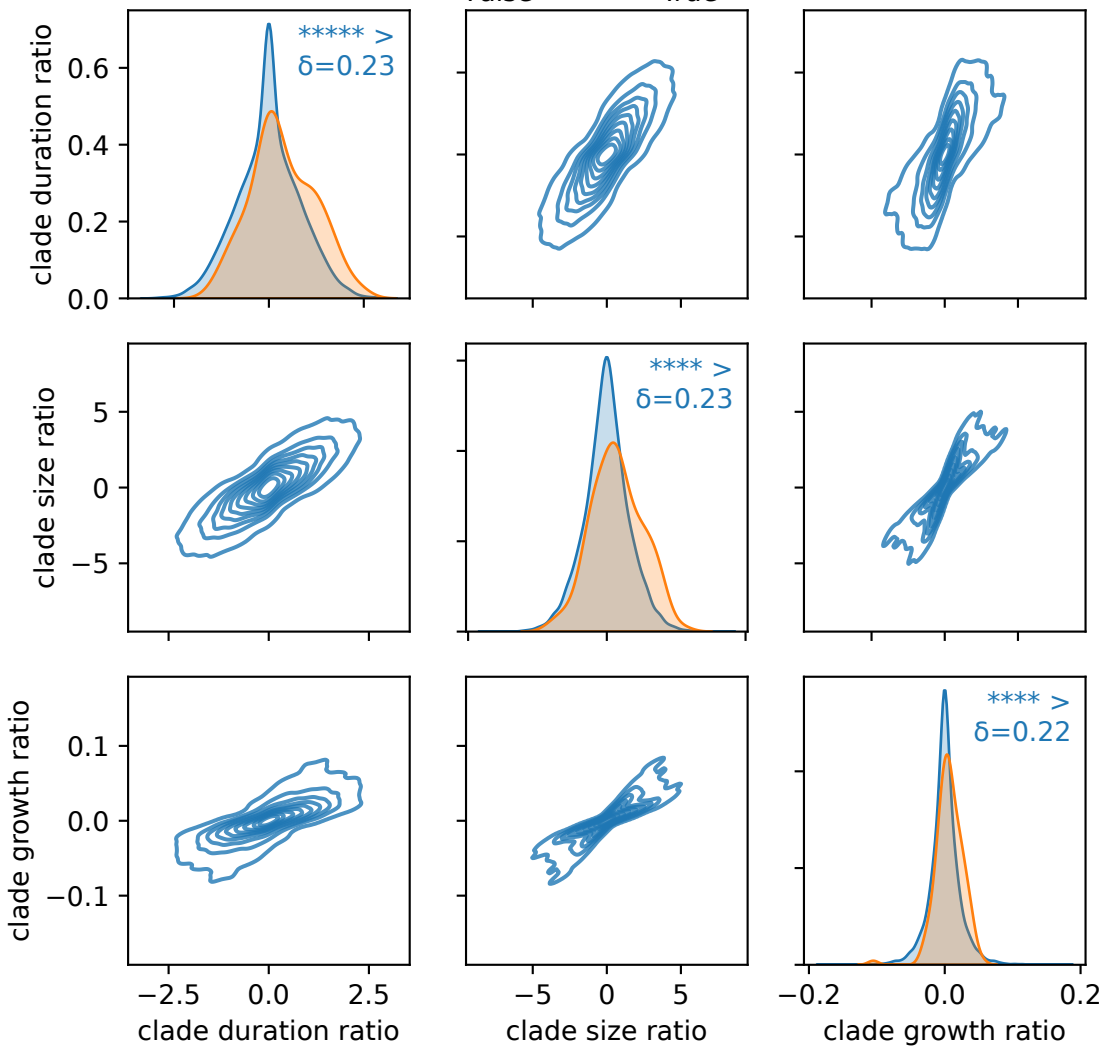 ***** >
δ=0.23
clade duration ratio
0.6
0.4
0.2
0.0
**** >
δ=0.23
clade size ratio
5
0
−5
**** >
δ=0.22
clade growth ratio
0.1
0.0
−0.1
−2.5
0.0
2.5
−5
0
5
−0.2
0.0
0.2
clade duration ratio
clade size ratio
clade growth ratio